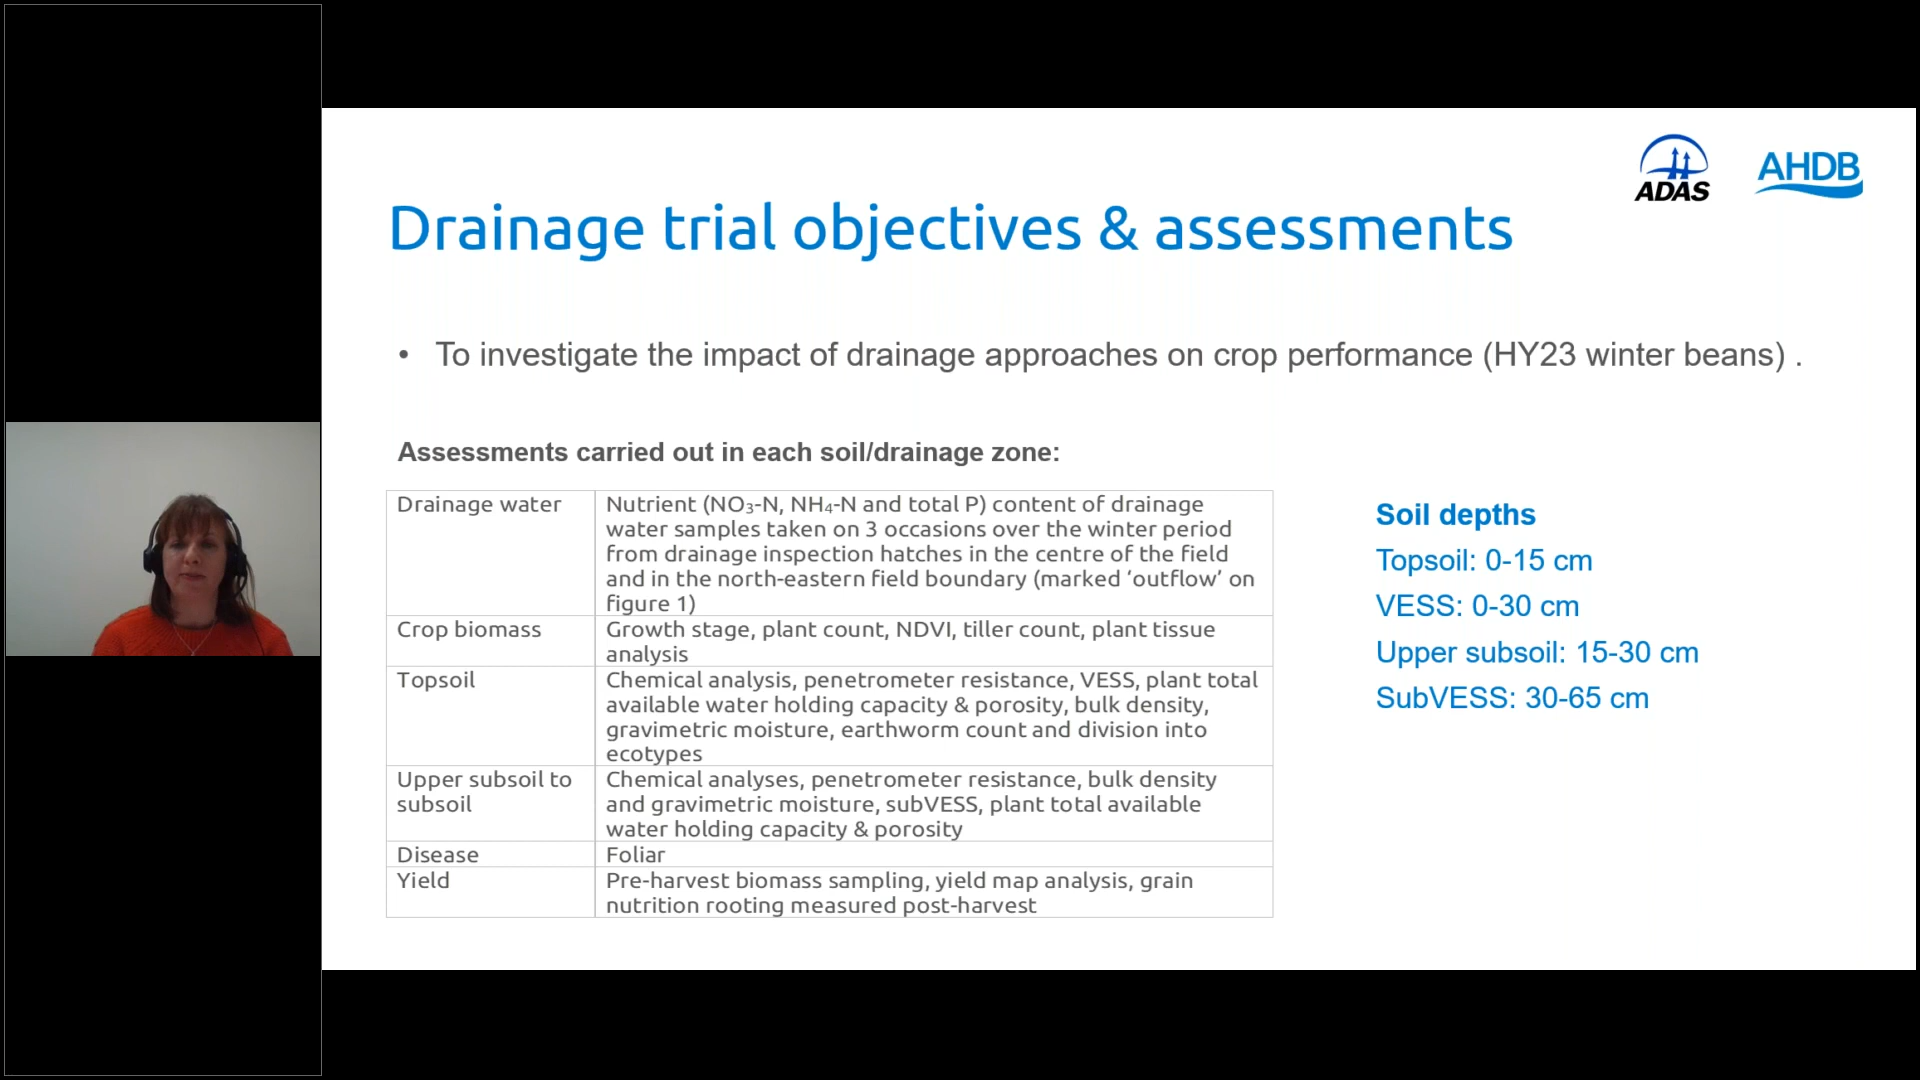 ADAS
AHDB
Drainage trial objectives & assessments
• To investigate the impact of drainage approaches on crop performance (HY23 winter beans) .
Assessments carried out in each soil/drainage zone:
Drainage water
Nutrient (NO₃-N, NH₄-N and total P) content of drainage
water samples taken on 3 occasions over the winter period
from drainage inspection hatches in the centre of the field
and in the north-eastern field boundary (marked ‘outflow’ on
figure 1)
Crop biomass
Growth stage, plant count, NDVI, tiller count, plant tissue
analysis
Topsoil
Chemical analysis, penetrometer resistance, VESS, plant total
available water holding capacity & porosity, bulk density,
gravimetric moisture, earthworm count and division into
ecotypes
Upper subsoil to
subsoil
Chemical analyses, penetrometer resistance, bulk density
and gravimetric moisture, subVESS, plant total available
water holding capacity & porosity
Disease
Foliar
Yield
Pre-harvest biomass sampling, yield map analysis, grain
nutrition rooting measured post-harvest
Soil depths
Topsoil: 0-15 cm
VESS: 0-30 cm
Upper subsoil: 15-30 cm
SubVESS: 30-65 cm